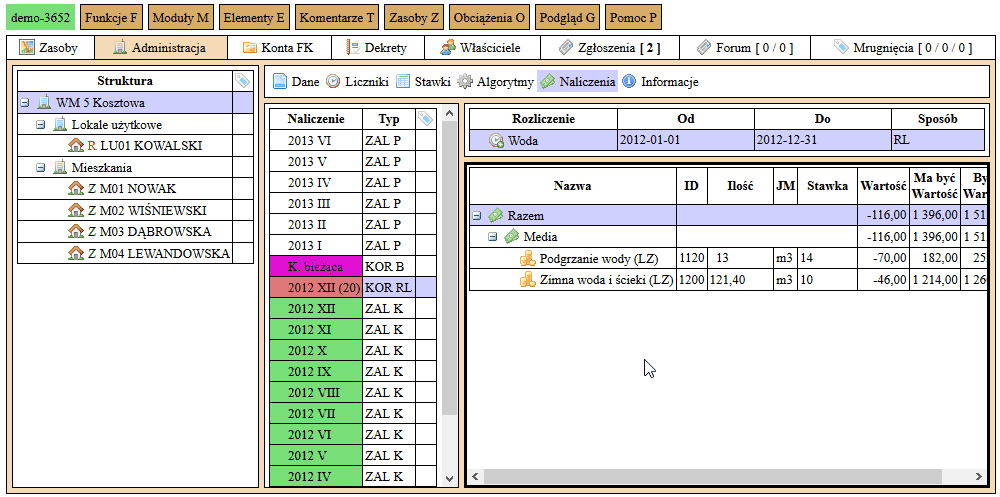 demo-3652 Funkcje F Moduły M Elementy E Komentarze T Zasoby Z Obciążenia O Podgląd G Pomoc P
Zasoby Administracja Konta FK Dekrety Właściciele Zgłoszenia [ 2 ] Forum [ 0 / 0 ] Mrugnięcia [ 0 / 0 / 0 ]
Struktura
WM 5 Kosztowa
Lokale użytkowe
R LU01 KOWALSKI
Mieszkania
Z M01 NOWAK
Z M02 WIŚNIEWSKI
Z M03 DĄBROWSKA
Z M04 LEWANDOWSKA
Dane Liczniki Stawki Algorytmy Naliczenia Informacje
Naliczenie Typ
2013 VI ZAL P
2013 V ZAL P
2013 IV ZAL P
2013 III ZAL P
2013 II ZAL P
2013 I ZAL P
K. bieżąca KOR B
2012 XII (20) KOR RL
2012 XII ZAL K
2012 XI ZAL K
2012 X ZAL K
2012 IX ZAL K
2012 VIII ZAL K
2012 VII ZAL K
2012 VI ZAL K
2012 V ZAL K
2012 IV ZAL K
Rozliczenie Od Do Sposób
Woda 2012-01-01 2012-12-31 RL
Nazwa ID Ilość JM Stawka Wartość Ma być Wartość By War
Razem -116,00 1 396,00 1 51
Media -116,00 1 396,00 1 51
Podgrzanie wody (LZ) 1120 13 m3 14 -70,00 182,00 25
Zimna woda i ścieki (LZ) 1200 121,40 m3 10 -46,00 1 214,00 1 26